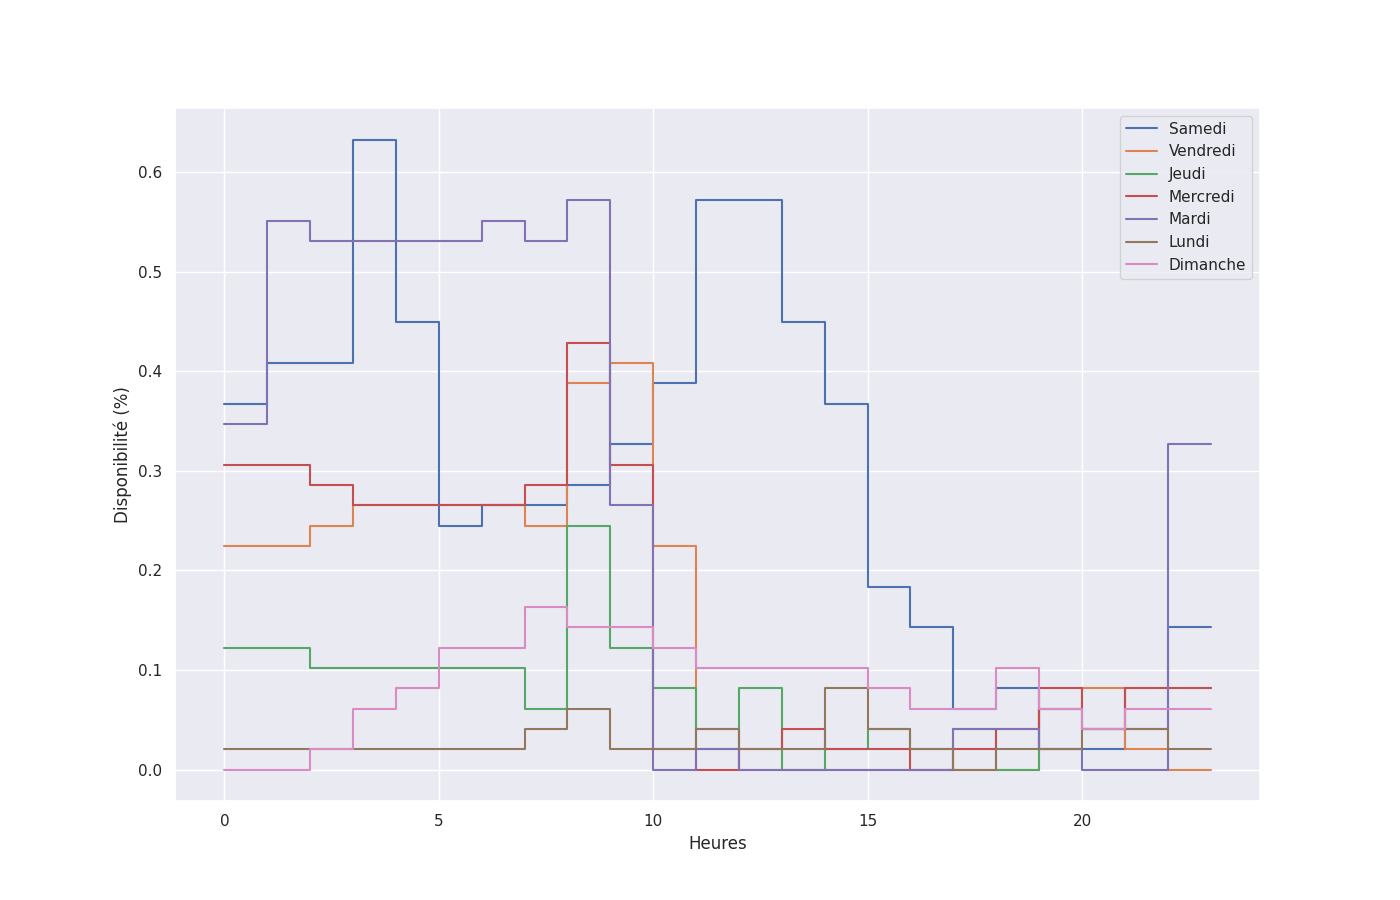 Samedi
Vendredi
Jeudi
Mercredi
Mardi
Lundi
Dimanche
0.6
0.5
0.4
0.3
0.2
0.1
0.0
Disponibilité (%)
0 5 10 15 20
Heures